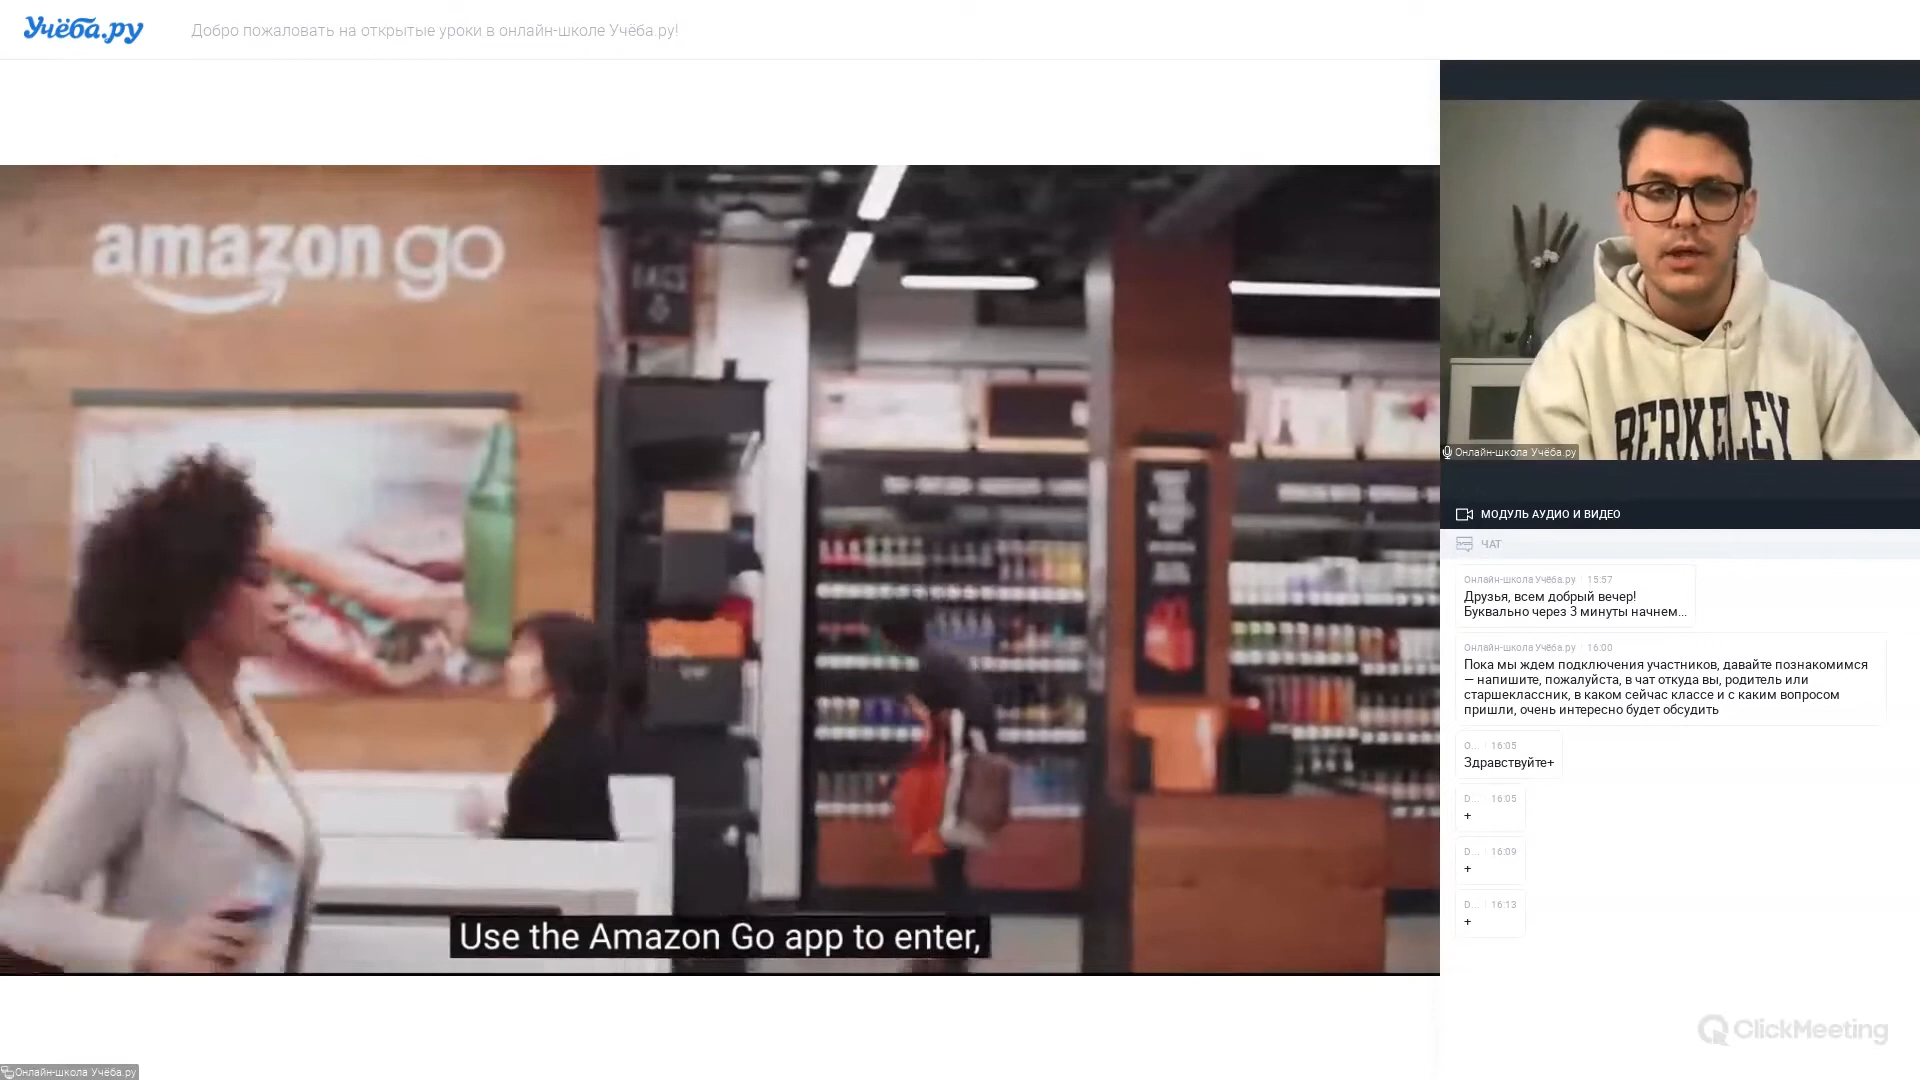 Учёба.ру
Добро пожаловать на открытые уроки в онлайн-школе Учёба.ру!
amazon go
Use the Amazon Go app to enter,
Онлайн-школа Учёба.ру
BERKELEY
Онлайн-школа Учёба.ру
МОДУЛЬ АУДИО И ВИДЕО
ЧАТ
Онлайн-школа Учёба.ру 15:57
Друзья, всем добрый вечер!
Буквально через 3 минуты начнем...
Онлайн-школа Учёба.ру 16:00
Пока мы ждем подключения участников, давайте познакомимся
— напишите, пожалуйста, в чат откуда вы, родитель или
старшеклассник, в каком сейчас классе и с каким вопросом
пришли, очень интересно будет обсудить
О... 16:05
Здравствуйте+
D... 16:05
+
D... 16:09
+
D... 16:13
+
ClickMeeting